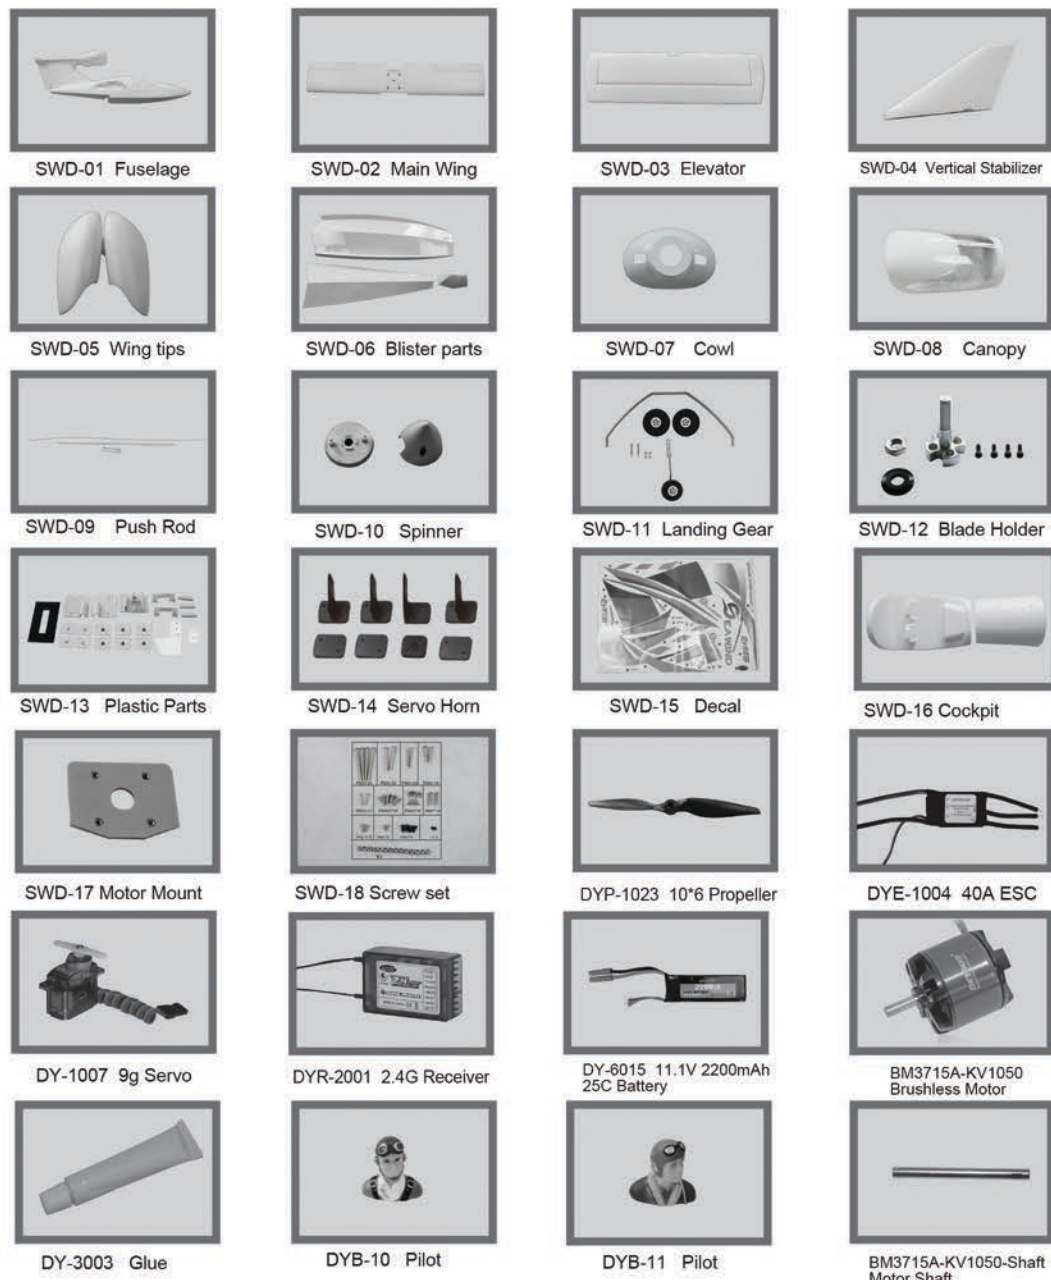 SWD-01 Fuselage
SWD-02 Main Wing
SWD-03 Elevator
SWD-04 Vertical Stabilizer
SWD-05 Wing tips
SWD-06 Blister parts
SWD-07 Cowl
SWD-08 Canopy
SWD-09 Push Rod
SWD-10 Spinner
SWD-11 Landing Gear
SWD-12 Blade Holder
SEAWIND
SWD-13 Plastic Parts
SWD-14 Servo Horn
SWD-15 Decal
SWD-16 Cockpit
SWD-17 Motor Mount
SWD-18 Screw set
DYP-1023 10*6 Propeller
DYE-1004 40A ESC
DY-1007 9g Servo
DYR-2001 2.4G Receiver
DY-6015 11.1V 2200mAh
25C Battery
BM3715A-KV1050
Brushless Motor
DY-3003 Glue
DYB-10 Pilot
DYB-11 Pilot
BM3715A-KV1050-Shaft
Motor Shaft